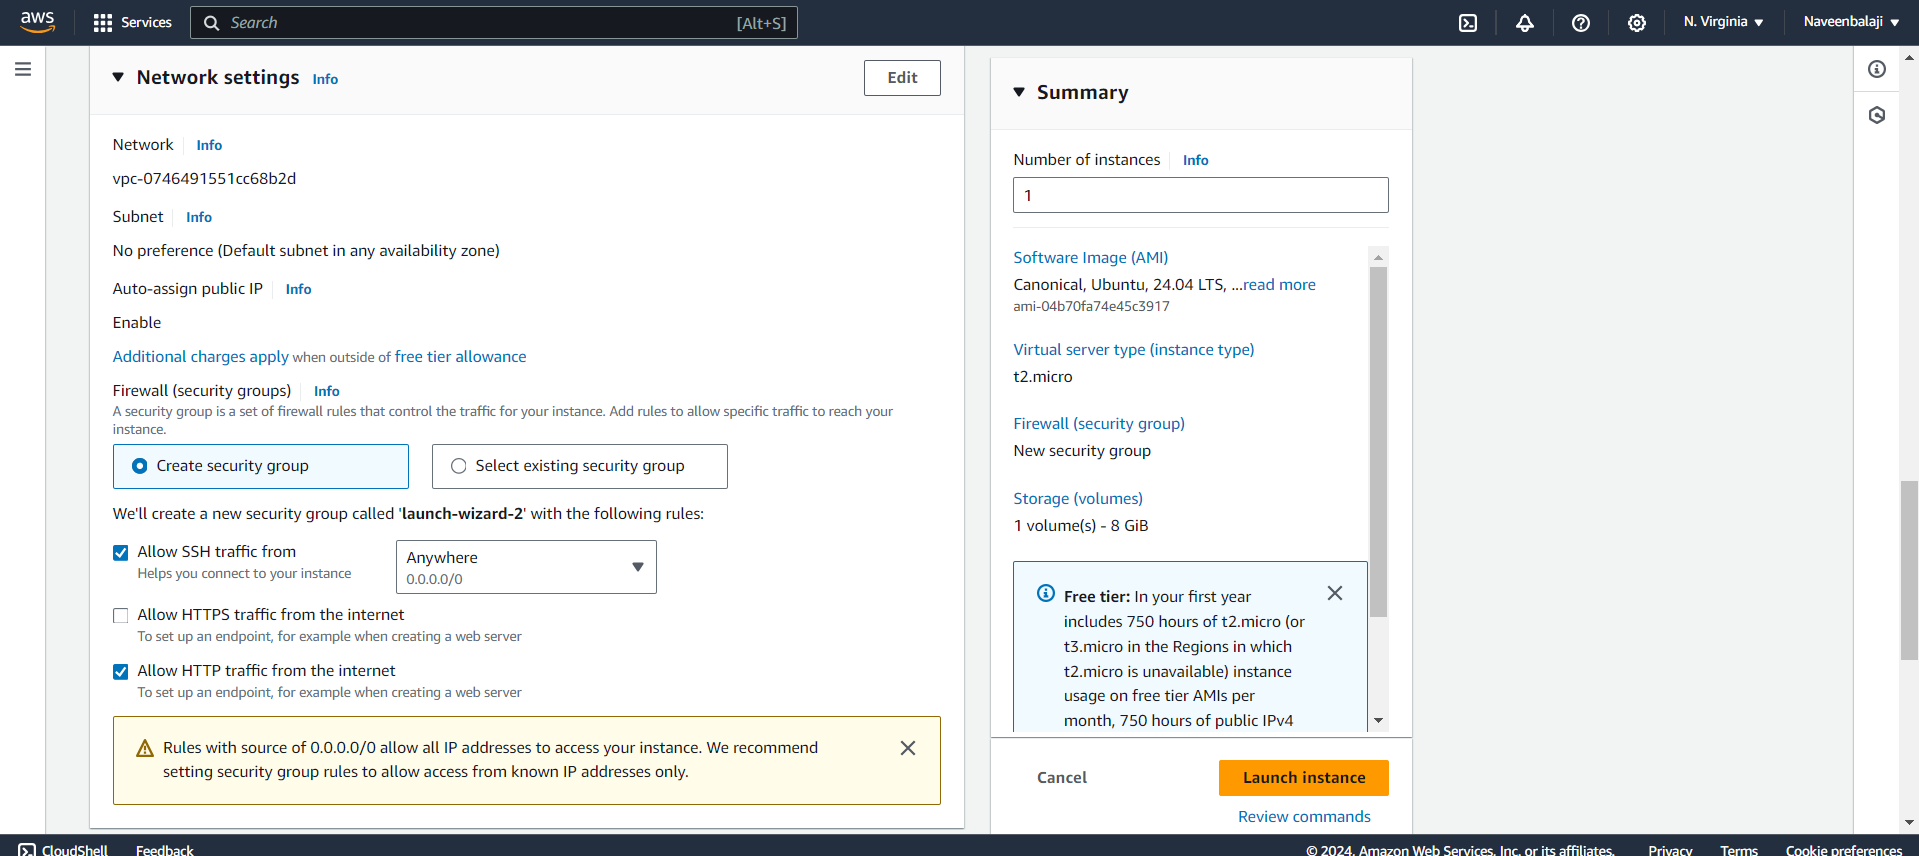 aws
Services
Search
[Alt+S]
N. Virginia
Naveenbalaji
Network settings Info
Edit
Network Info
vpc-0746491551cc68b2d
Subnet Info
No preference (Default subnet in any availability zone)
Auto-assign public IP Info
Enable
Additional charges apply when outside of free tier allowance
Firewall (security groups) Info
A security group is a set of firewall rules that control the traffic for your instance. Add rules to allow specific traffic to reach your
instance.
Create security group
Select existing security group
We'll create a new security group called 'launch-wizard-2' with the following rules:
Allow SSH traffic from
Helps you connect to your instance
Anywhere
0.0.0.0/0
Allow HTTPS traffic from the internet
To set up an endpoint, for example when creating a web server
Allow HTTP traffic from the internet
To set up an endpoint, for example when creating a web server
Rules with source of 0.0.0.0/0 allow all IP addresses to access your instance. We recommend
setting security group rules to allow access from known IP addresses only.
Summary
Number of instances Info
1
Software Image (AMI)
Canonical, Ubuntu, 24.04 LTS, ...read more
ami-04b70fa74e45c3917
Virtual server type (instance type)
t2.micro
Firewall (security group)
New security group
Storage (volumes)
1 volume(s) - 8 GiB
Free tier: In your first year
includes 750 hours of t2.micro (or
t3.micro in the Regions in which
t2.micro is unavailable) instance
usage on free tier AMIs per
month, 750 hours of public IPv4
Cancel
Launch instance
Review commands
CloudShell
Feedback
© 2024, Amazon Web Services, Inc. or its affiliates.
Privacy
Terms
Cookie preferences